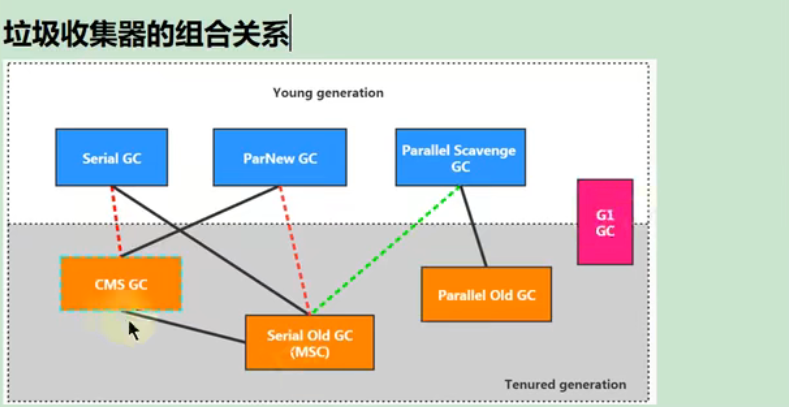 垃圾收集器的组合关系
Young generation
Serial GC
ParNew GC
Parallel Scavenge
GC
G1
GC
CMS GC
Parallel Old GC
Serial Old GC
(MSC)
Tenured generation